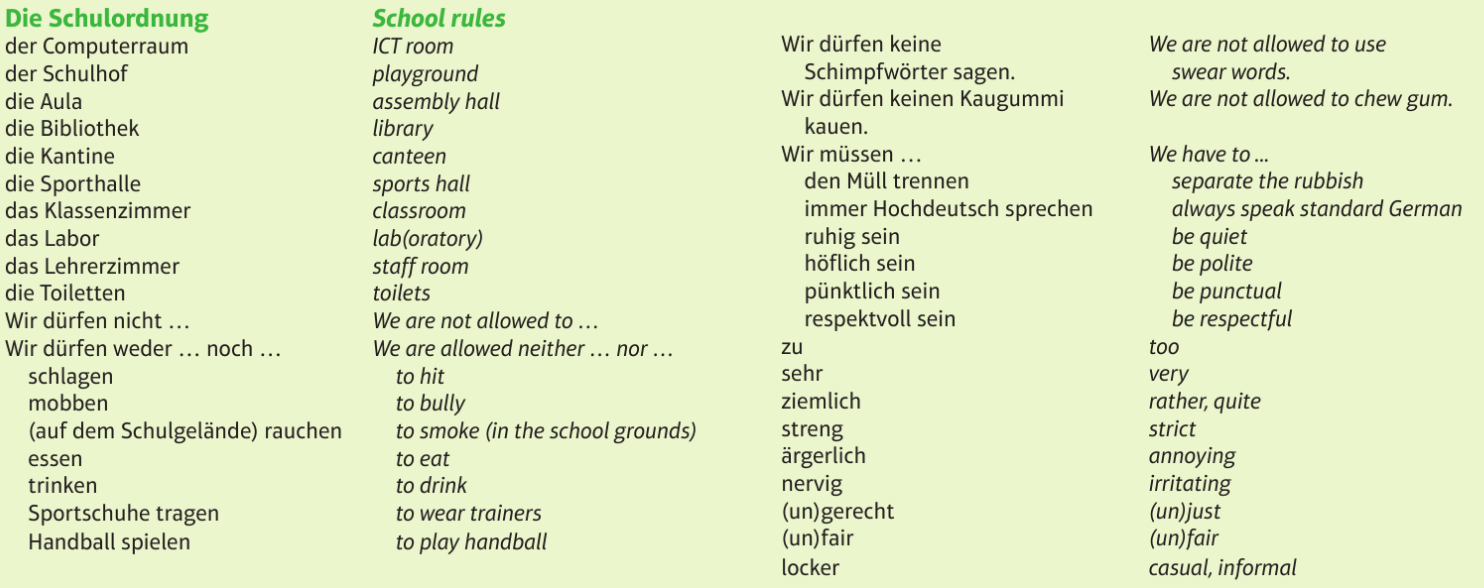 Die Schulordnung School rules
der Computerraum ICT room
der Schulhof playground
die Aula assembly hall
die Bibliothek library
die Kantine canteen
die Sporthalle sports hall
das Klassenzimmer classroom
das Labor lab(oratory)
das Lehrerzimmer staff room
die Toiletten toilets
Wir dürfen nicht … We are not allowed to …
Wir dürfen weder … noch … We are allowed neither … nor …
schlagen to hit
mobben to bully
(auf dem Schulgelände) rauchen to smoke (in the school grounds)
essen to eat
trinken to drink
Sportschuhe tragen to wear trainers
Handball spielen to play handball
Wir dürfen keine We are not allowed to use
Schimpfwörter sagen. swear words.
Wir dürfen keinen Kaugummi We are not allowed to chew gum.
kauen.
Wir müssen … We have to ...
den Müll trennen separate the rubbish
immer Hochdeutsch sprechen always speak standard German
ruhig sein be quiet
höflich sein be polite
pünktlich sein be punctual
respektvoll sein be respectful
zu too
sehr very
ziemlich rather, quite
streng strict
ärgerlich annoying
nervig irritating
(un)gerecht (un)just
(un)fair (un)fair
locker casual, informal